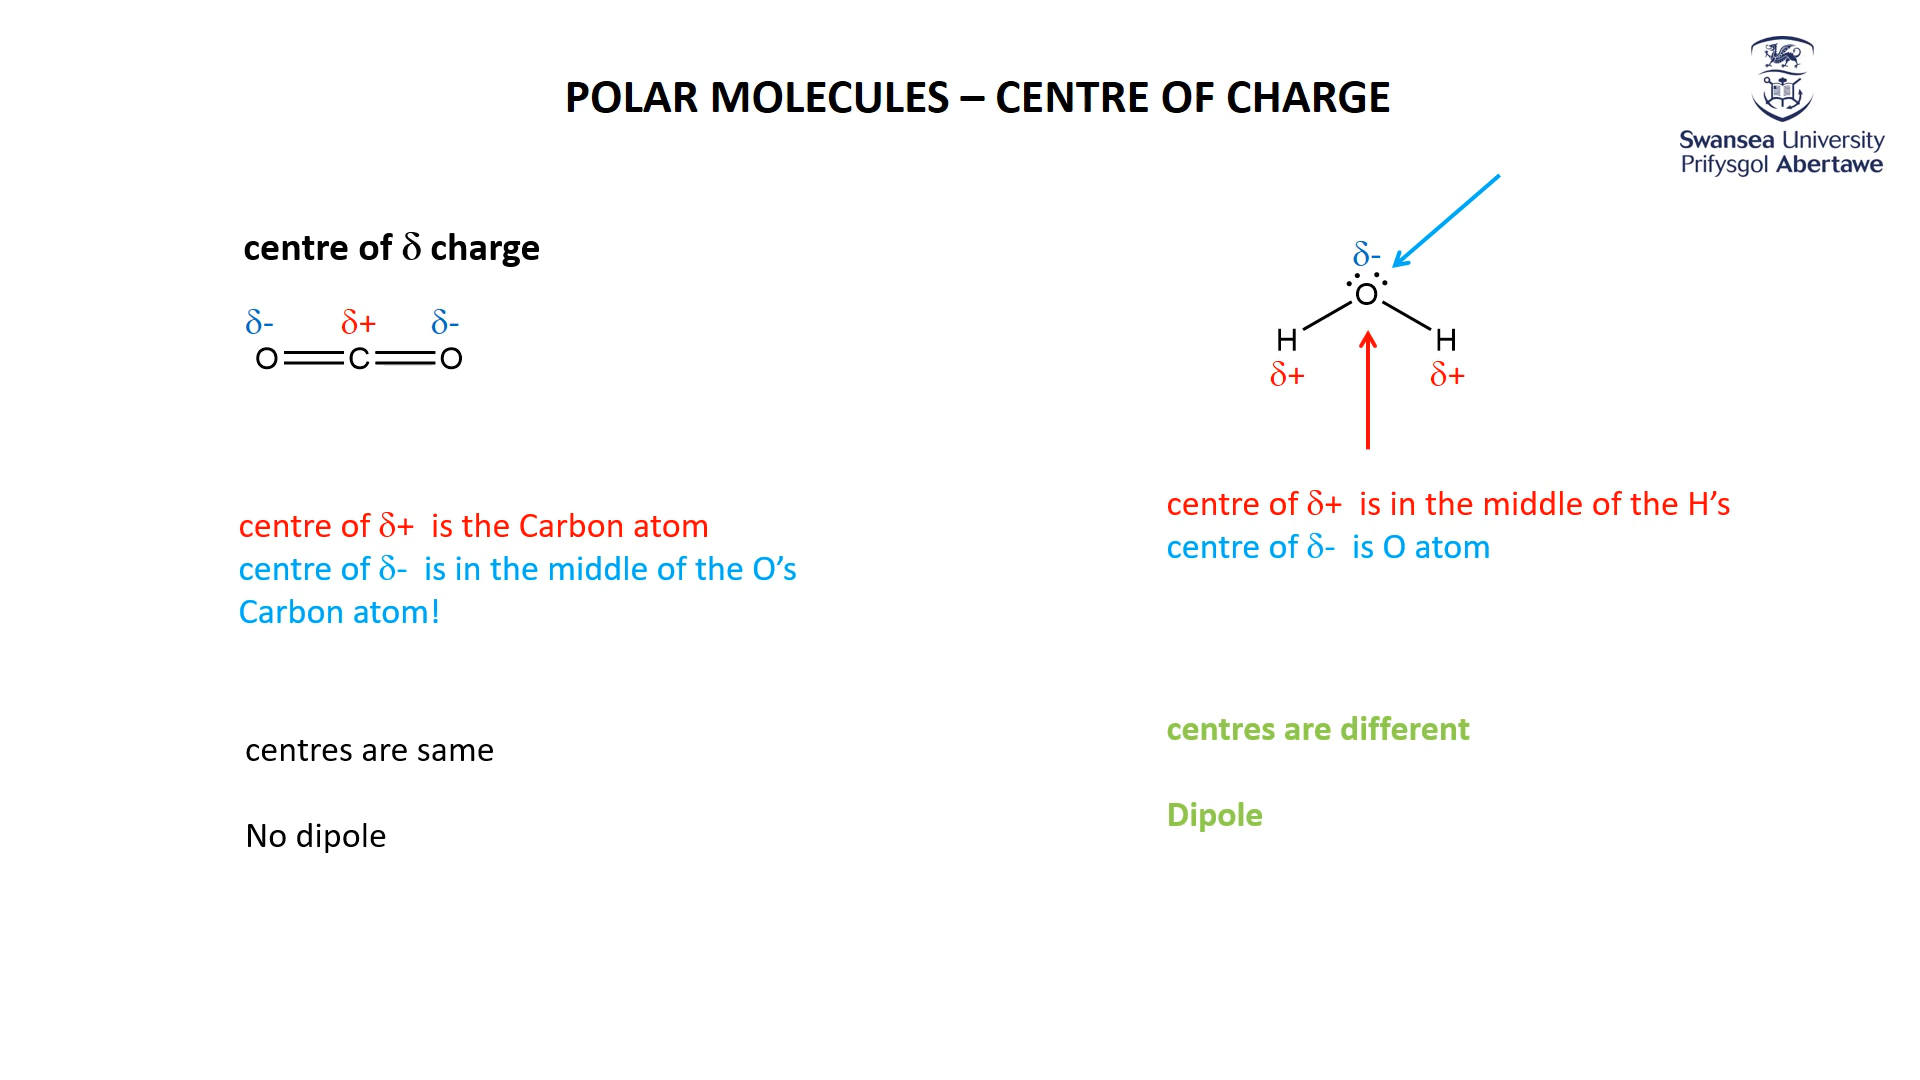 POLAR MOLECULES – CENTRE OF CHARGE
Swansea University
Prifysgol Abertawe
centre of δ charge
δ- δ+ δ-
O C O
δ-
O
H H
δ+ δ+
centre of δ+ is the Carbon atom
centre of δ- is in the middle of the O’s
Carbon atom!
centre of δ+ is in the middle of the H’s
centre of δ- is O atom
centres are same
No dipole
centres are different
Dipole